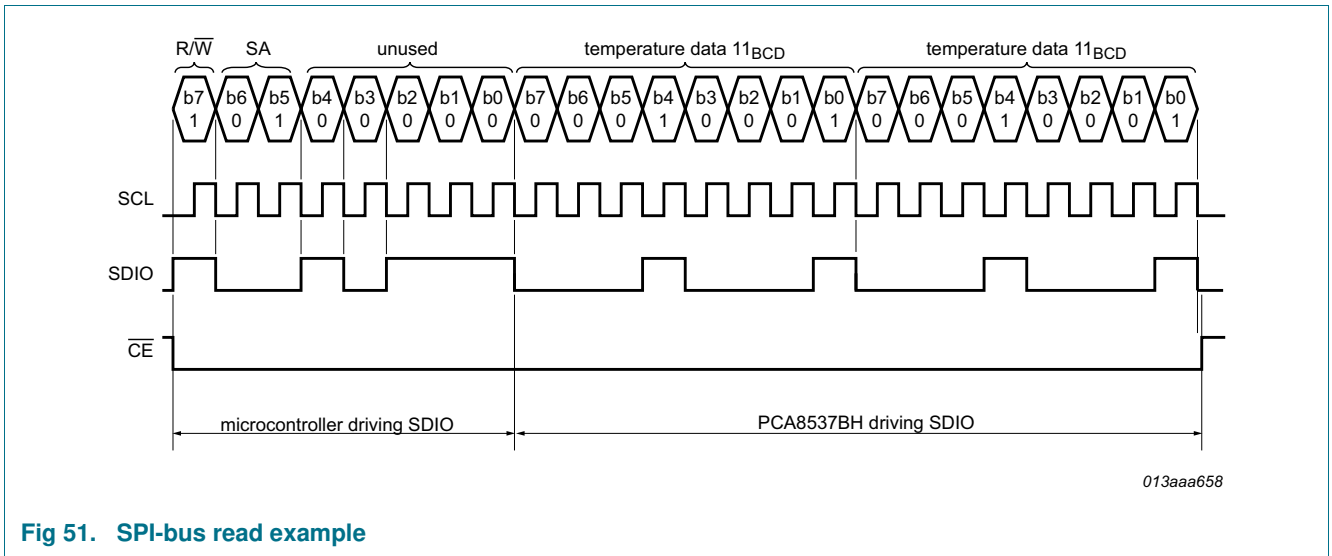 R/W SA unused temperature data 11BCD temperature data 11BCD
b7 b6 b5 b4 b3 b2 b1 b0 b7 b6 b5 b4 b3 b2 b1 b0 b7 b6 b5 b4 b3 b2 b1 b0
1 0 1 0 0 0 0 0 0 0 0 1 0 0 0 1 0 0 0 1 0 0 0 1
SCL
SDIO
CE
microcontroller driving SDIO PCA8537BH driving SDIO
013aaa658
Fig 51. SPI-bus read example